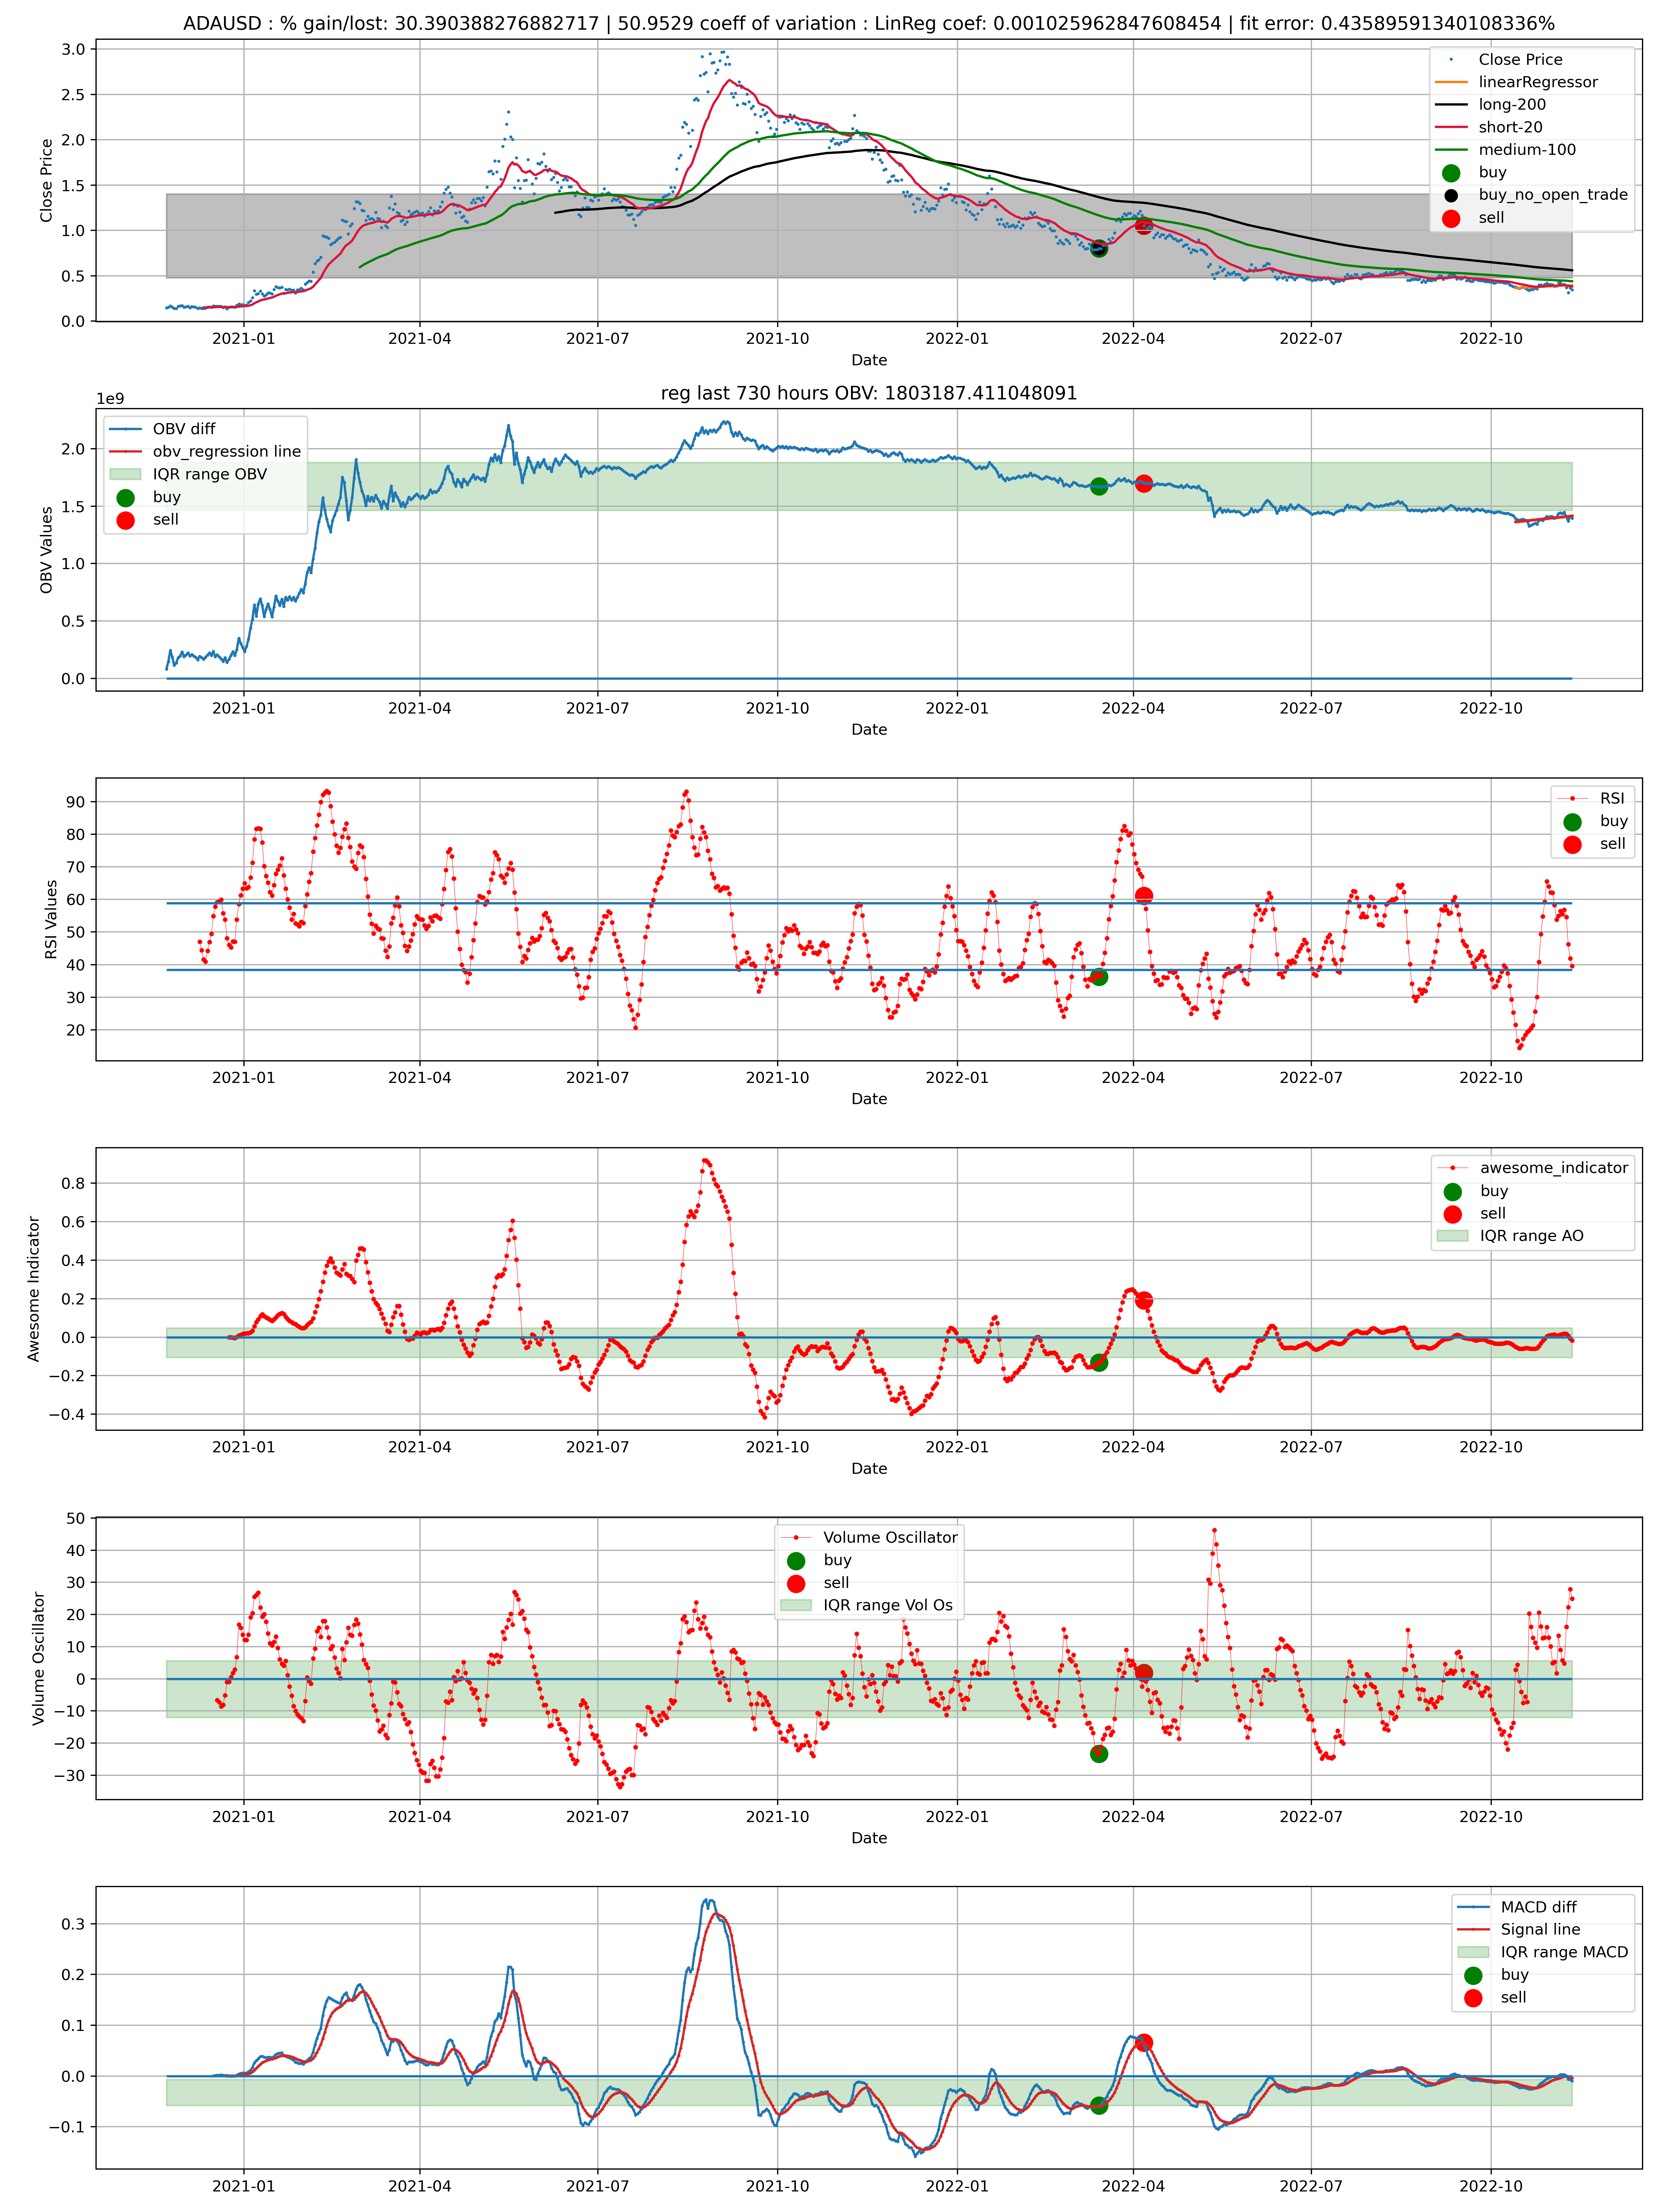 ADAUSD : % gain/lost: 30.390388276882717 | 50.9529 coeff of variation : LinReg coef: 0.001025962847608454 | fit error: 0.43589591340108336%
3.0
2.5
2.0
1.5
1.0
0.5
0.0
Close Price
Close Price
linearRegressor
long-200
short-20
medium-100
buy
buy_no_open_trade
sell
2021-01 2021-04 2021-07 2021-10 2022-01 2022-04 2022-07 2022-10
Date
reg last 730 hours OBV: 1803187.411048091
1e9
2.0
1.5
1.0
0.5
0.0
OBV Values
OBV diff
obv_regression line
IQR range OBV
buy
sell
2021-01 2021-04 2021-07 2021-10 2022-01 2022-04 2022-07 2022-10
Date
90
80
70
60
50
40
30
20
RSI Values
RSI
buy
sell
2021-01 2021-04 2021-07 2021-10 2022-01 2022-04 2022-07 2022-10
Date
0.8
0.6
0.4
0.2
0.0
−0.2
−0.4
Awesome Indicator
awesome_indicator
buy
sell
IQR range AO
2021-01 2021-04 2021-07 2021-10 2022-01 2022-04 2022-07 2022-10
Date
50
40
30
20
10
0
−10
−20
−30
Volume Oscillator
Volume Oscillator
buy
sell
IQR range Vol Os
2021-01 2021-04 2021-07 2021-10 2022-01 2022-04 2022-07 2022-10
Date
0.3
0.2
0.1
0.0
−0.1
MACD diff
Signal line
IQR range MACD
buy
sell
2021-01 2021-04 2021-07 2021-10 2022-01 2022-04 2022-07 2022-10